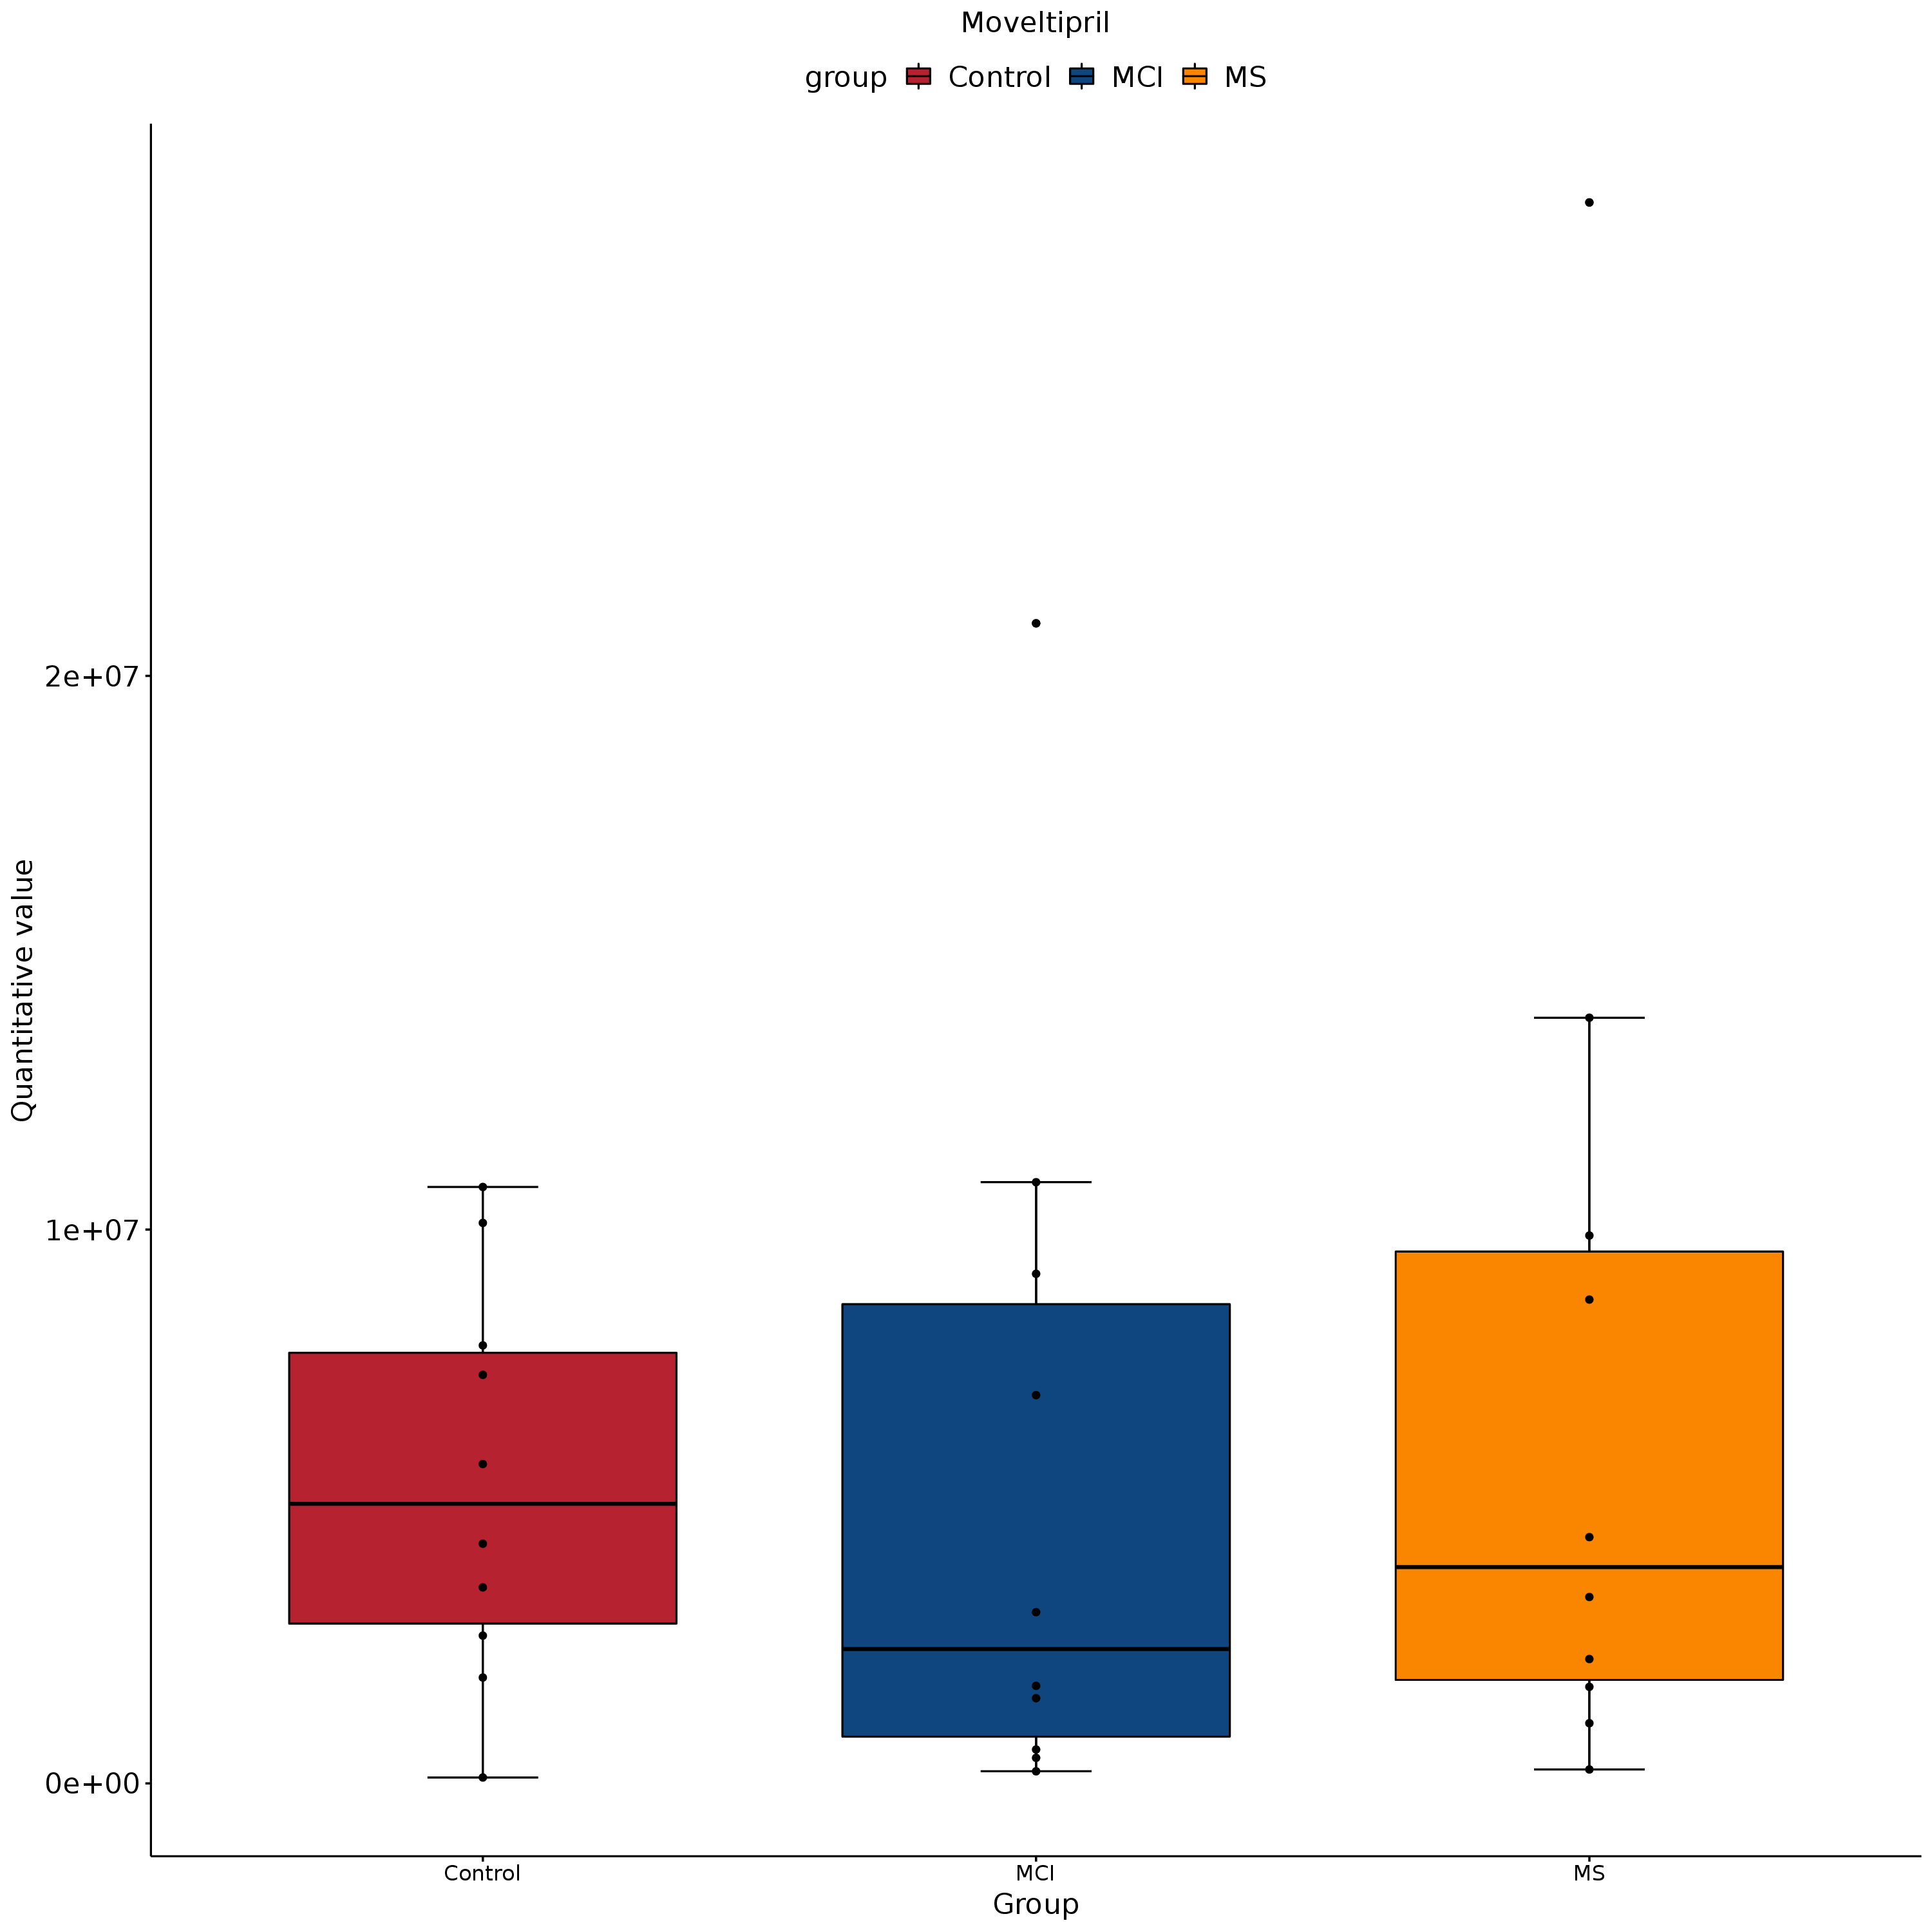 Moveltipril
group Control MCI MS
Quantitative value
2e+07
1e+07
0e+00
Control MCI MS
Group